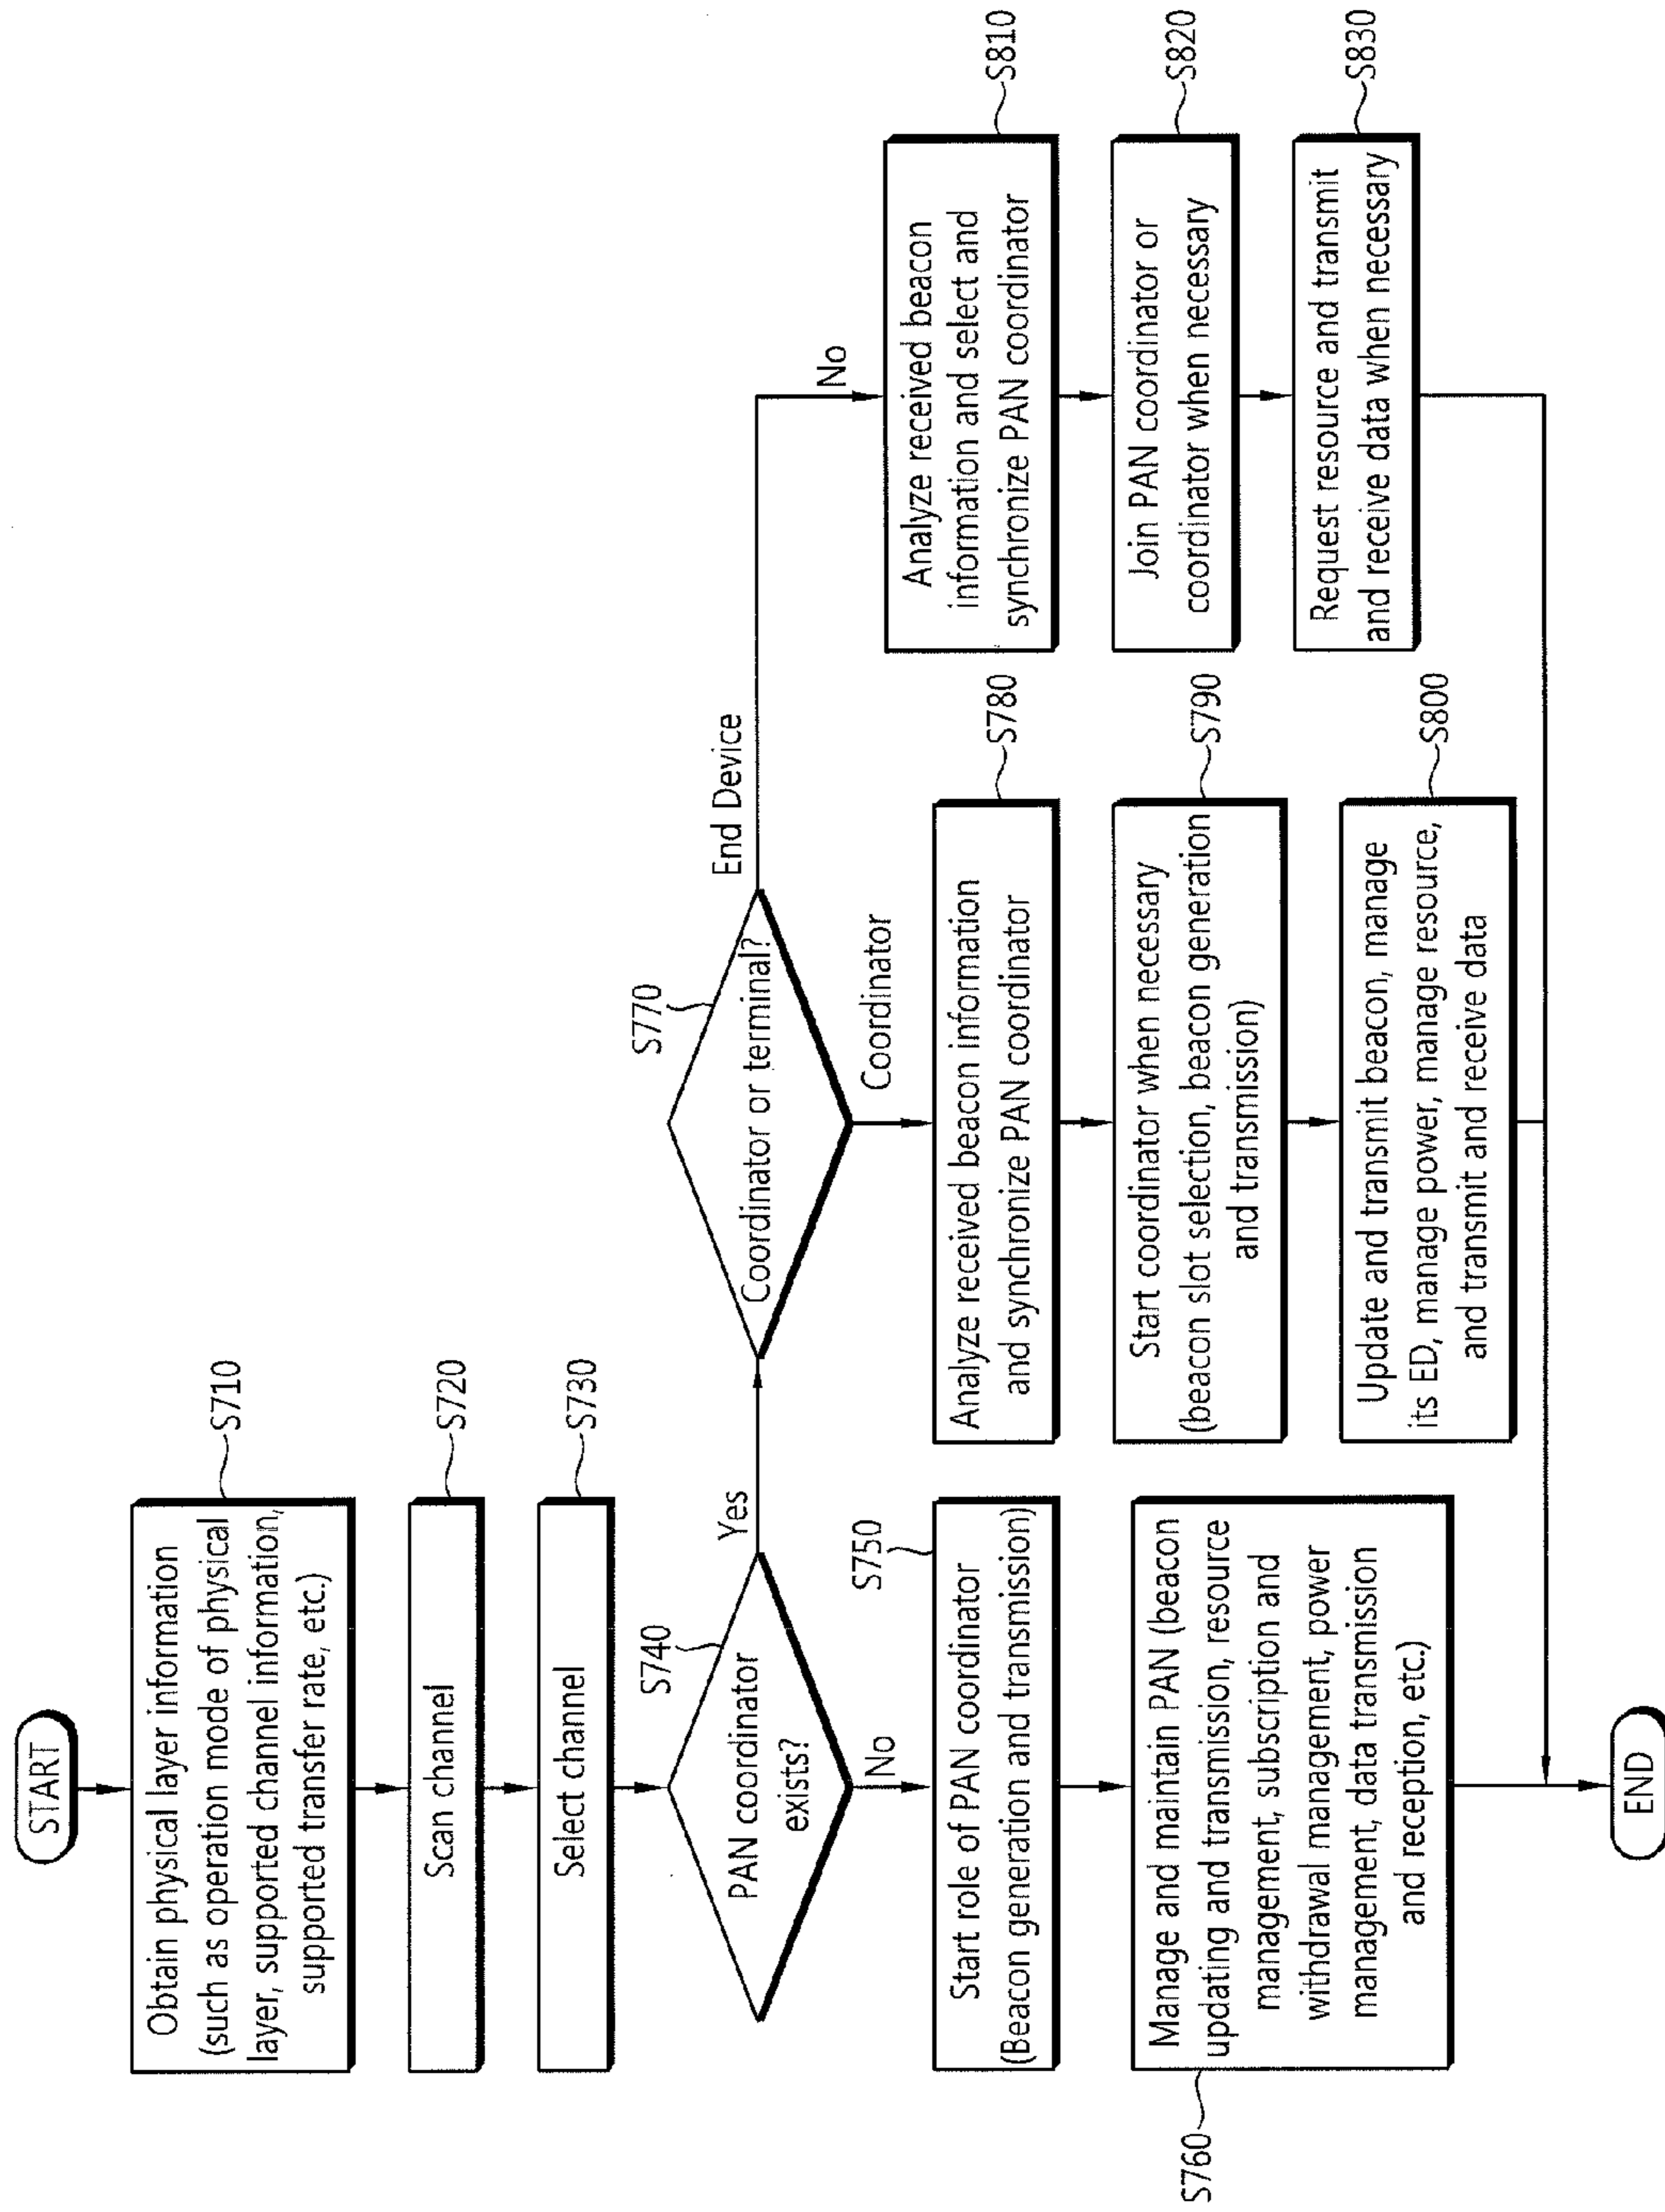 START
Obtain physical layer information
(such as operation mode of physical
layer, supported channel information,
supported transfer rate, etc.)
S710
Scan channel
S720
Select channel
S730
PAN coordinator
exists?
S740
Yes
No
Start role of PAN coordinator
(Beacon generation and transmission)
S750
Manage and maintain PAN (beacon
updating and transmission, resource
management, subscription and
withdrawal management, power
management, data transmission
and reception, etc.)
S760
Coordinator or terminal?
S770
Coordinator
End Device
Analyze received beacon information
and synchronize PAN coordinator
S780
Start coordinator when necessary
(beacon slot selection, beacon generation
and transmission)
S790
Update and transmit beacon, manage
its ED, manage power, manage resource,
and transmit and receive data
S800
No
Analyze received beacon
information and select and
synchronize PAN coordinator
S810
Join PAN coordinator or
coordinator when necessary
S820
Request resource and transmit
and receive data when necessary
S830
END